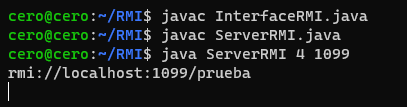 cero@cero:~/RMI$ javac InterfaceRMI.java
cero@cero:~/RMI$ javac ServerRMI.java
cero@cero:~/RMI$ java ServerRMI 4 1099
rmi://localhost:1099/prueba